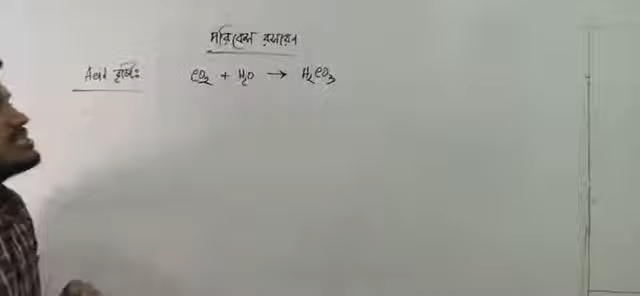 পরিবেশ রসায়ন
Acid বৃষ্টিঃ CO₂ + H₂O → H₂CO₃